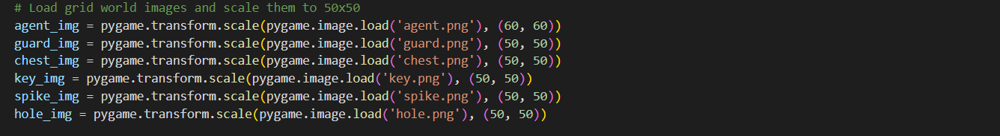 # Load grid world images and scale them to 50x50
agent_img = pygame.transform.scale(pygame.image.load('agent.png'), (60, 60))
guard_img = pygame.transform.scale(pygame.image.load('guard.png'), (50, 50))
chest_img = pygame.transform.scale(pygame.image.load('chest.png'), (50, 50))
key_img = pygame.transform.scale(pygame.image.load('key.png'), (50, 50))
spike_img = pygame.transform.scale(pygame.image.load('spike.png'), (50, 50))
hole_img = pygame.transform.scale(pygame.image.load('hole.png'), (50, 50))